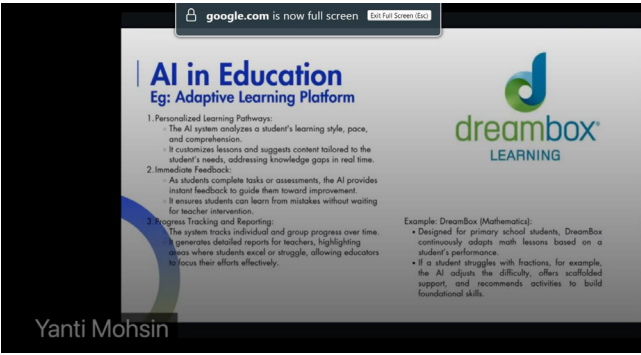 google.com is now full screen Exit Full Screen (Esc)
AI in Education
Eg: Adaptive Learning Platform
1. Personalized Learning Pathways:
The AI system analyzes a student's learning style, pace,
and comprehension.
It customizes lessons and suggests content tailored to the
student's needs, addressing knowledge gaps in real time.
2. Immediate Feedback:
As students complete tasks or assessments, the AI provides
instant feedback to guide them toward improvement.
It ensures students can learn from mistakes without waiting
for teacher intervention.
3. Progress Tracking and Reporting:
The system tracks individual and group progress over time.
It generates detailed reports for teachers, highlighting
areas where students excel or struggle, allowing educators
to focus their efforts effectively.
dreambox
LEARNING
Example: DreamBox (Mathematics):
• Designed for primary school students, DreamBox
continuously adapts math lessons based on a
student's performance.
• If a student struggles with fractions, for example,
the AI adjusts the difficulty, offers scaffolded
support, and recommends activities to build
foundational skills.
Yanti Mohsin